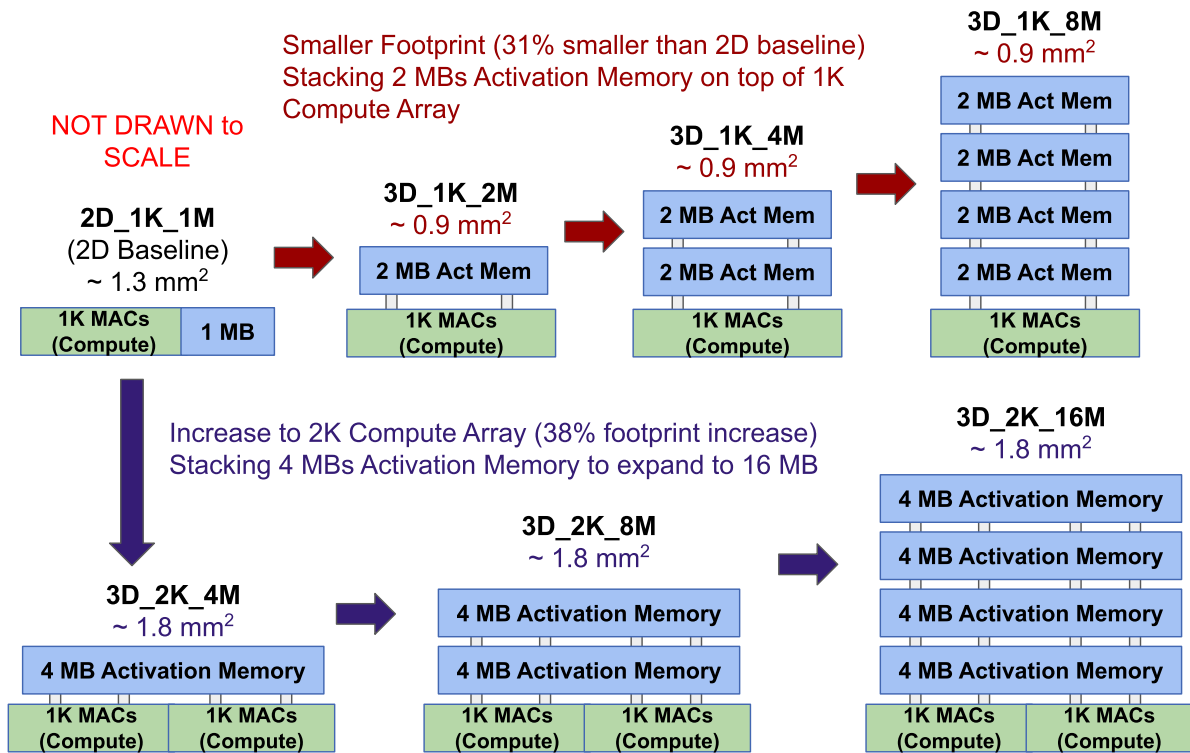 Smaller Footprint (31% smaller than 2D baseline)
Stacking 2 MBs Activation Memory on top of 1K
Compute Array
NOT DRAWN to
SCALE
2D_1K_1M
(2D Baseline)
~ 1.3 mm²
1K MACs
(Compute)
1 MB
3D_1K_2M
~ 0.9 mm²
2 MB Act Mem
1K MACs
(Compute)
3D_1K_4M
~ 0.9 mm²
2 MB Act Mem
2 MB Act Mem
1K MACs
(Compute)
3D_1K_8M
~ 0.9 mm²
2 MB Act Mem
2 MB Act Mem
2 MB Act Mem
2 MB Act Mem
1K MACs
(Compute)
Increase to 2K Compute Array (38% footprint increase)
Stacking 4 MBs Activation Memory to expand to 16 MB
3D_2K_4M
~ 1.8 mm²
4 MB Activation Memory
1K MACs
(Compute)
1K MACs
(Compute)
3D_2K_8M
~ 1.8 mm²
4 MB Activation Memory
4 MB Activation Memory
1K MACs
(Compute)
1K MACs
(Compute)
3D_2K_16M
~ 1.8 mm²
4 MB Activation Memory
4 MB Activation Memory
4 MB Activation Memory
4 MB Activation Memory
1K MACs
(Compute)
1K MACs
(Compute)